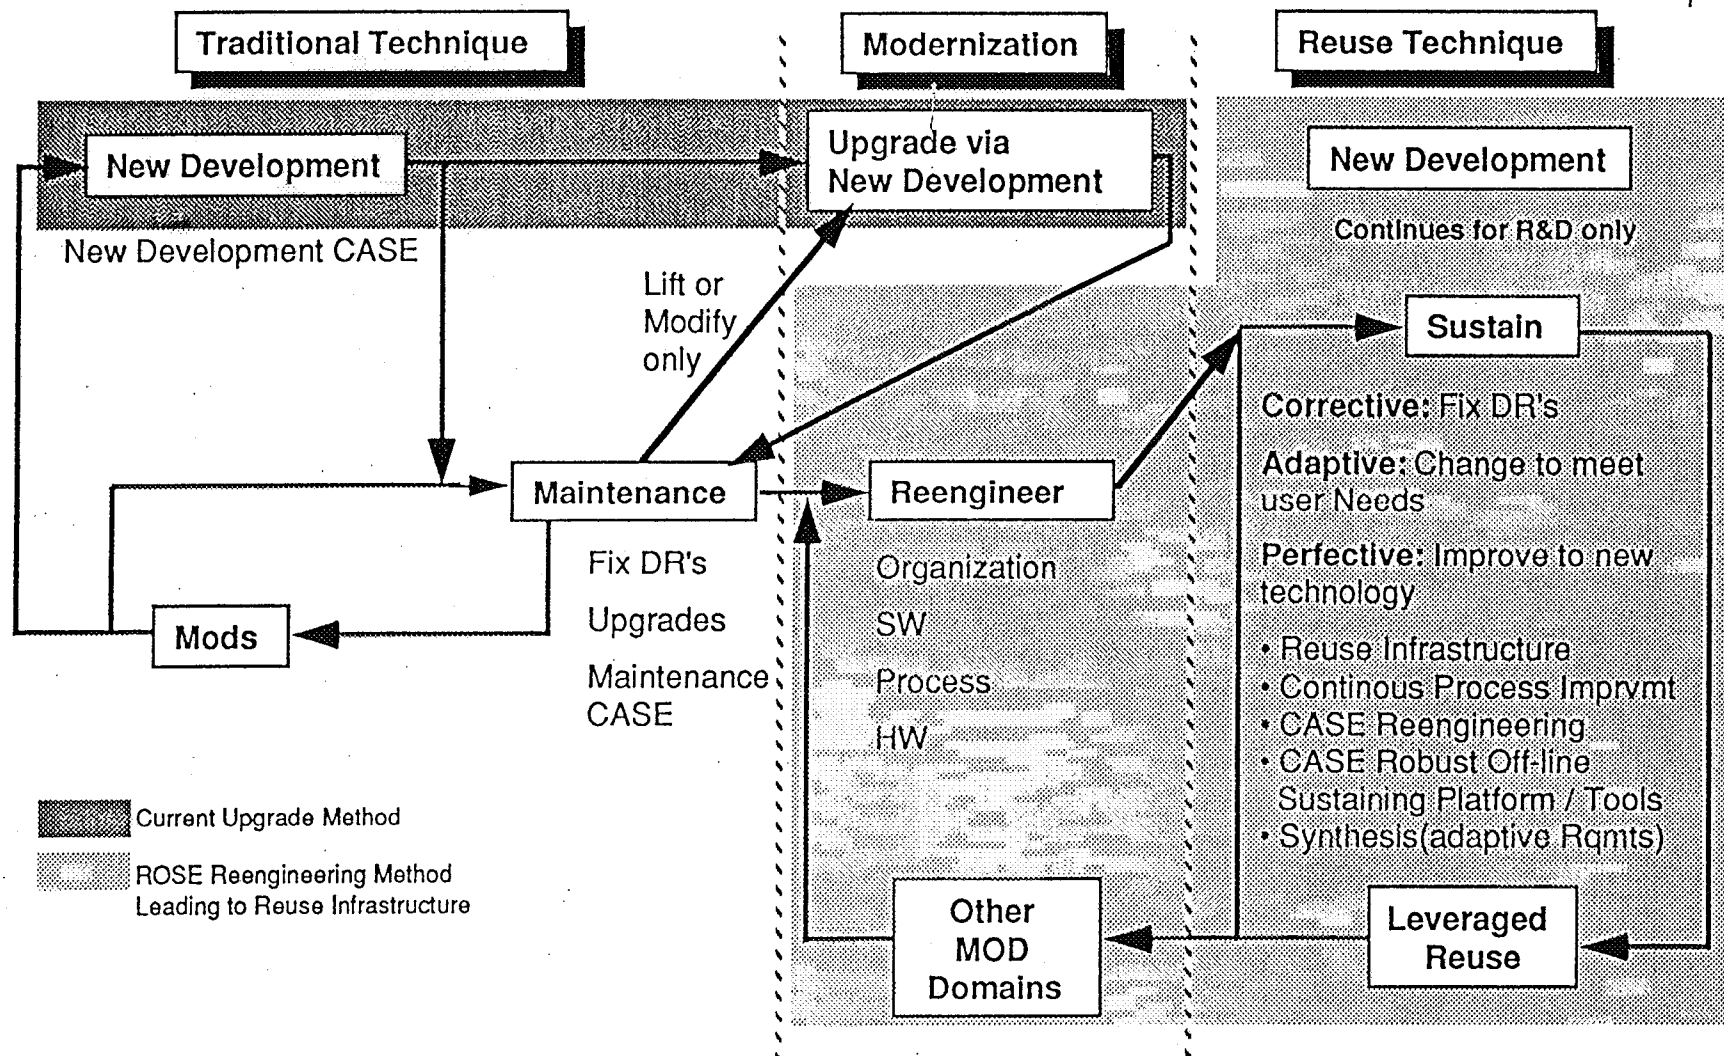 Traditional Technique
Modernization
Reuse Technique
New Development
Upgrade via
New Development
New Development
New Development CASE
Continues for R&D only
Lift or
Modify
only
Sustain
Corrective: Fix DR's
Adaptive: Change to meet
user Needs
Maintenance
Reengineer
Perfective: Improve to new
technology
Fix DR's
Upgrades
Maintenance
CASE
Organization
SW
Process
HW
Mods
• Reuse Infrastructure
• Continous Process Imprvmt
• CASE Reengineering
• CASE Robust Off-line
Sustaining Platform / Tools
• Synthesis(adaptive Rqmts)
Current Upgrade Method
ROSE Reengineering Method
Leading to Reuse Infrastructure
Other
MOD
Domains
Leveraged
Reuse